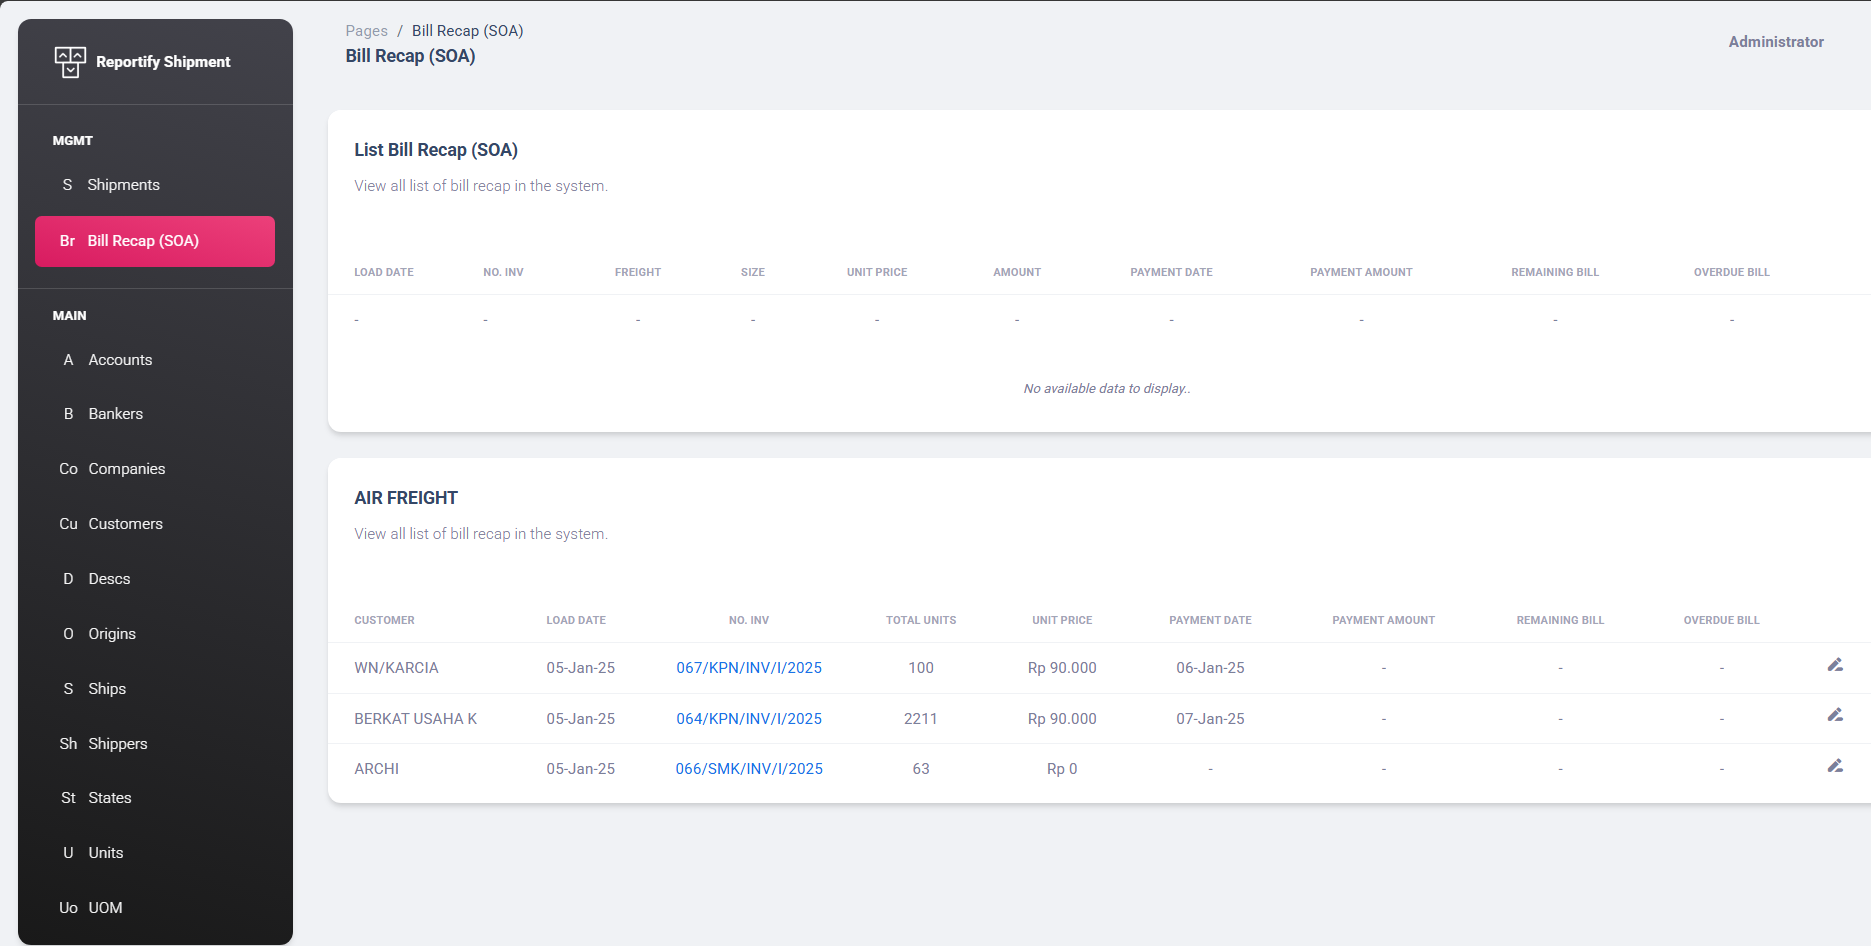 Reportify Shipment
MGMT
S Shipments
Br Bill Recap (SOA)
MAIN
A Accounts
B Bankers
Co Companies
Cu Customers
D Descs
O Origins
S Ships
Sh Shippers
St States
U Units
Uo UOM
Pages / Bill Recap (SOA)
Bill Recap (SOA)
Administrator
List Bill Recap (SOA)
View all list of bill recap in the system.
LOAD DATE NO. INV FREIGHT SIZE UNIT PRICE AMOUNT PAYMENT DATE PAYMENT AMOUNT REMAINING BILL OVERDUE BILL
- - - - - - - - - -
No available data to display..
AIR FREIGHT
View all list of bill recap in the system.
CUSTOMER LOAD DATE NO. INV TOTAL UNITS UNIT PRICE PAYMENT DATE PAYMENT AMOUNT REMAINING BILL OVERDUE BILL
WN/KARCIA 05-Jan-25 067/KPN/INV/I/2025 100 Rp 90.000 06-Jan-25 - - -
BERKAT USAHA K 05-Jan-25 064/KPN/INV/I/2025 2211 Rp 90.000 07-Jan-25 - - -
ARCHI 05-Jan-25 066/SMK/INV/I/2025 63 Rp 0 - - - -